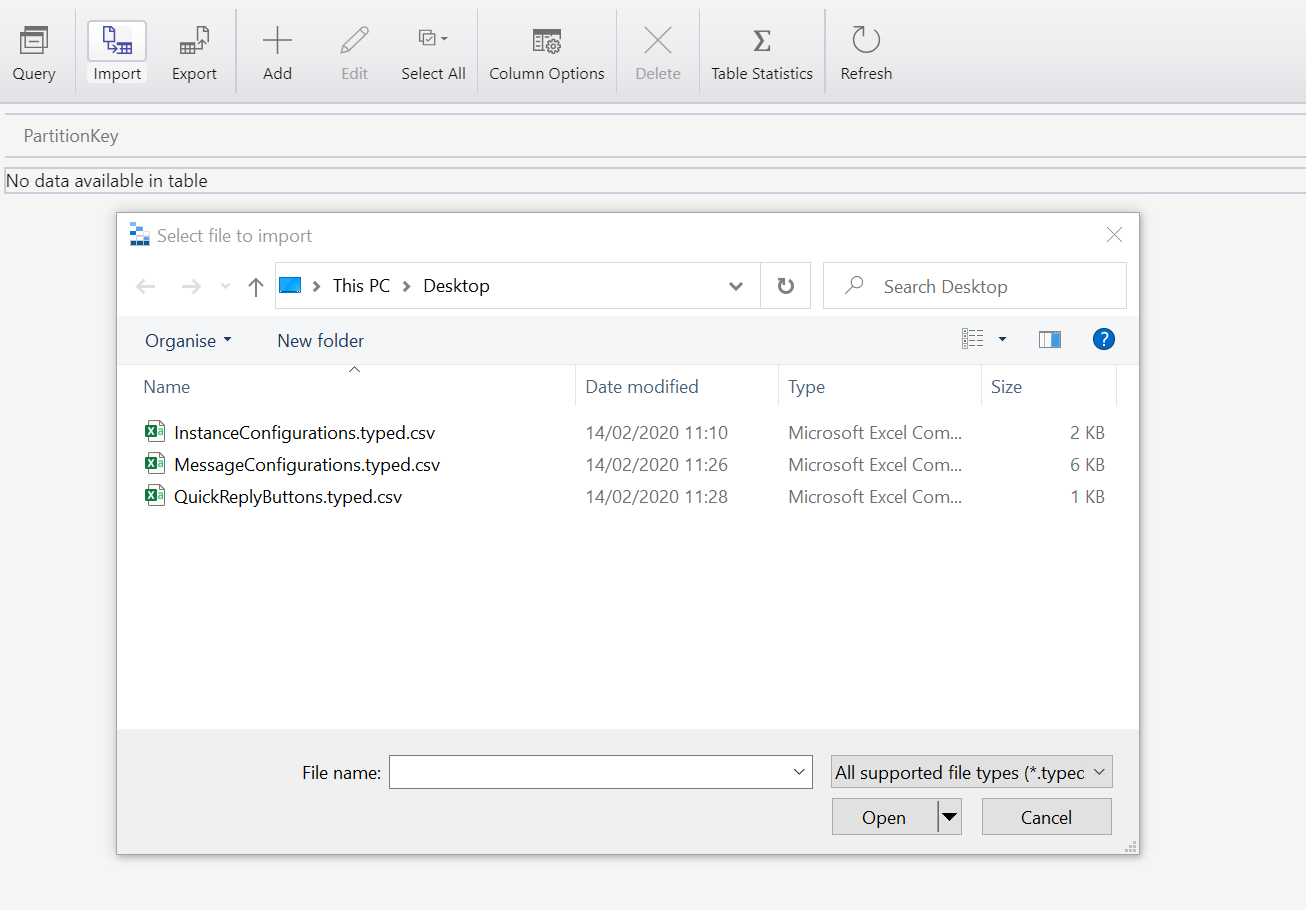 Query Import Export Add Edit Select All Column Options Delete Table Statistics Refresh
PartitionKey
No data available in table
Select file to import
This PC Desktop Search Desktop
Organise New folder ?
Name Date modified Type Size
InstanceConfigurations.typed.csv 14/02/2020 11:10 Microsoft Excel Com... 2 KB
MessageConfigurations.typed.csv 14/02/2020 11:26 Microsoft Excel Com... 6 KB
QuickReplyButtons.typed.csv 14/02/2020 11:28 Microsoft Excel Com... 1 KB
File name: All supported file types (*.typec
Open Cancel